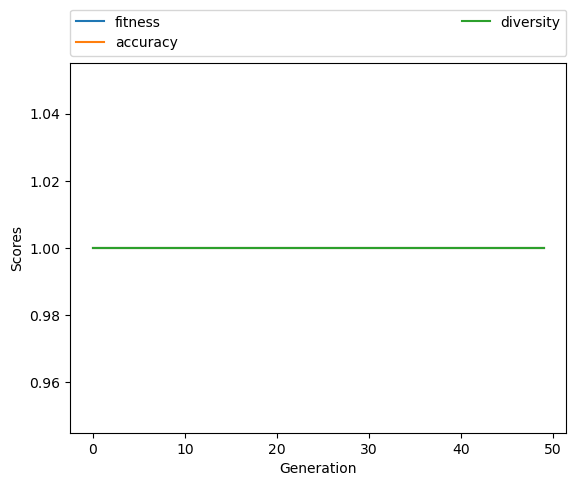 fitness
accuracy
diversity
1.04
1.02
1.00
0.98
0.96
Scores
0 10 20 30 40 50
Generation